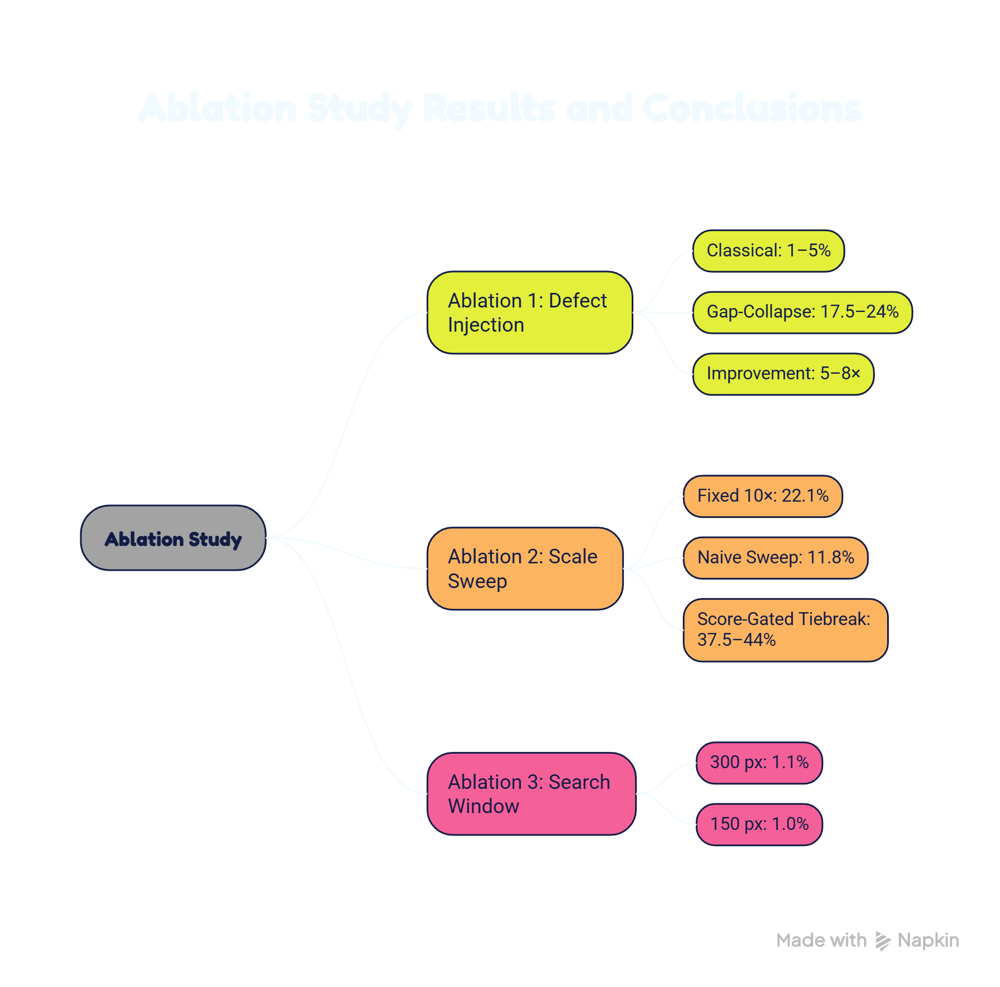 Ablation Study Results and Conclusions
Ablation Study
Ablation 1: Defect
Injection
Classical: 1–5%
Gap-Collapse: 17.5–24%
Improvement: 5–8×
Ablation 2: Scale
Sweep
Fixed 10×: 22.1%
Naive Sweep: 11.8%
Score-Gated Tiebreak:
37.5–44%
Ablation 3: Search
Window
300 px: 1.1%
150 px: 1.0%
Made with Napkin